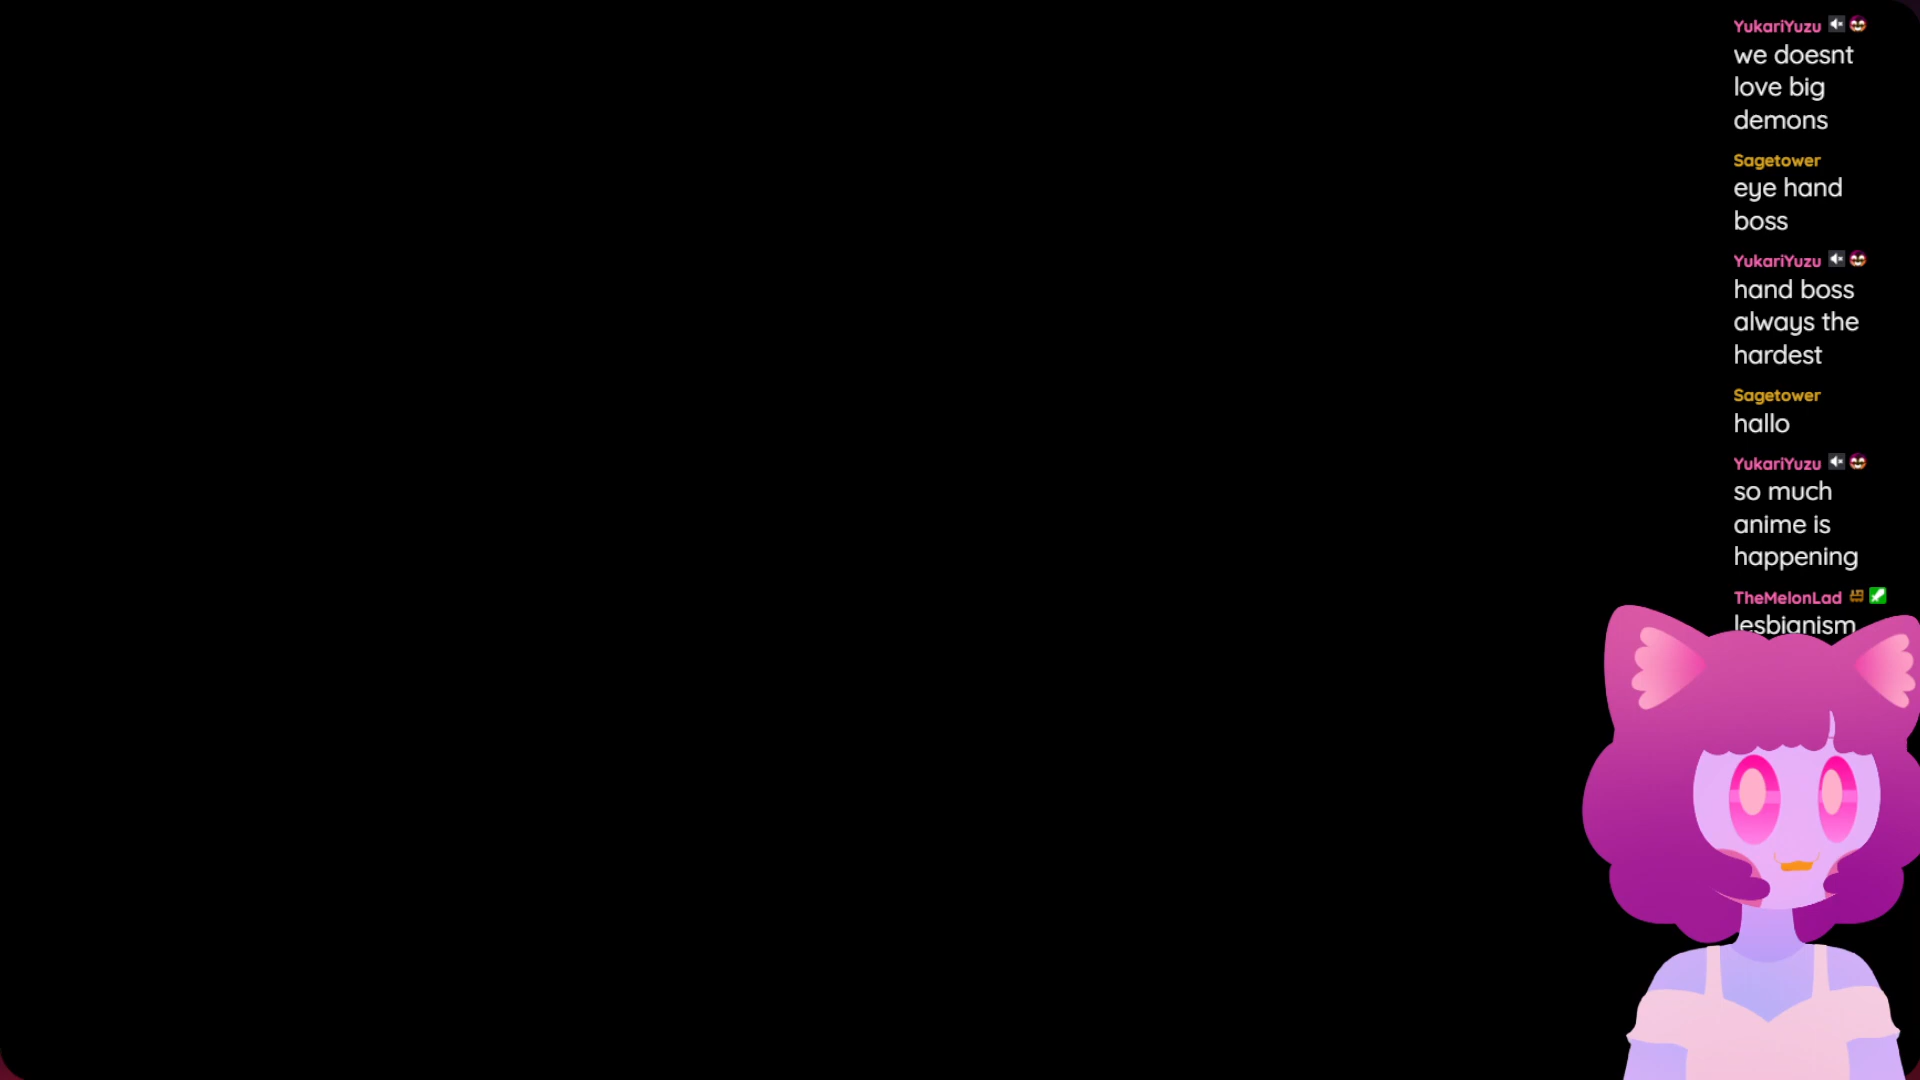 YukariYuzu
we doesnt
love big
demons
Sagetower
eye hand
boss
YukariYuzu
hand boss
always the
hardest
Sagetower
hallo
YukariYuzu
so much
anime is
happening
TheMelonLad
lesbianism